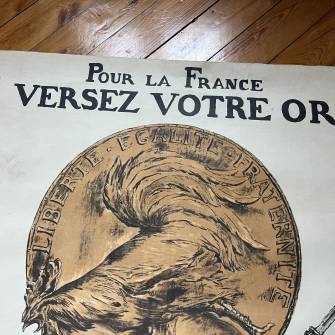 POUR LA FRANCE
VERSEZ VOTRE OR
LIBERTE · EGALITE · FRATERNITE